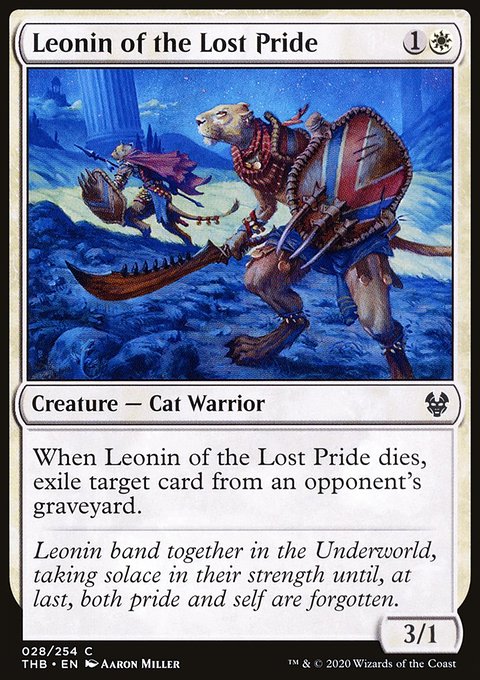 Leonin of the Lost Pride 1
Creature — Cat Warrior
When Leonin of the Lost Pride dies,
exile target card from an opponent's
graveyard.
Leonin band together in the Underworld,
taking solace in their strength until, at
last, both pride and self are forgotten.
3/1
028/254 C
THB • EN Aaron Miller
™ & © 2020 Wizards of the Coast